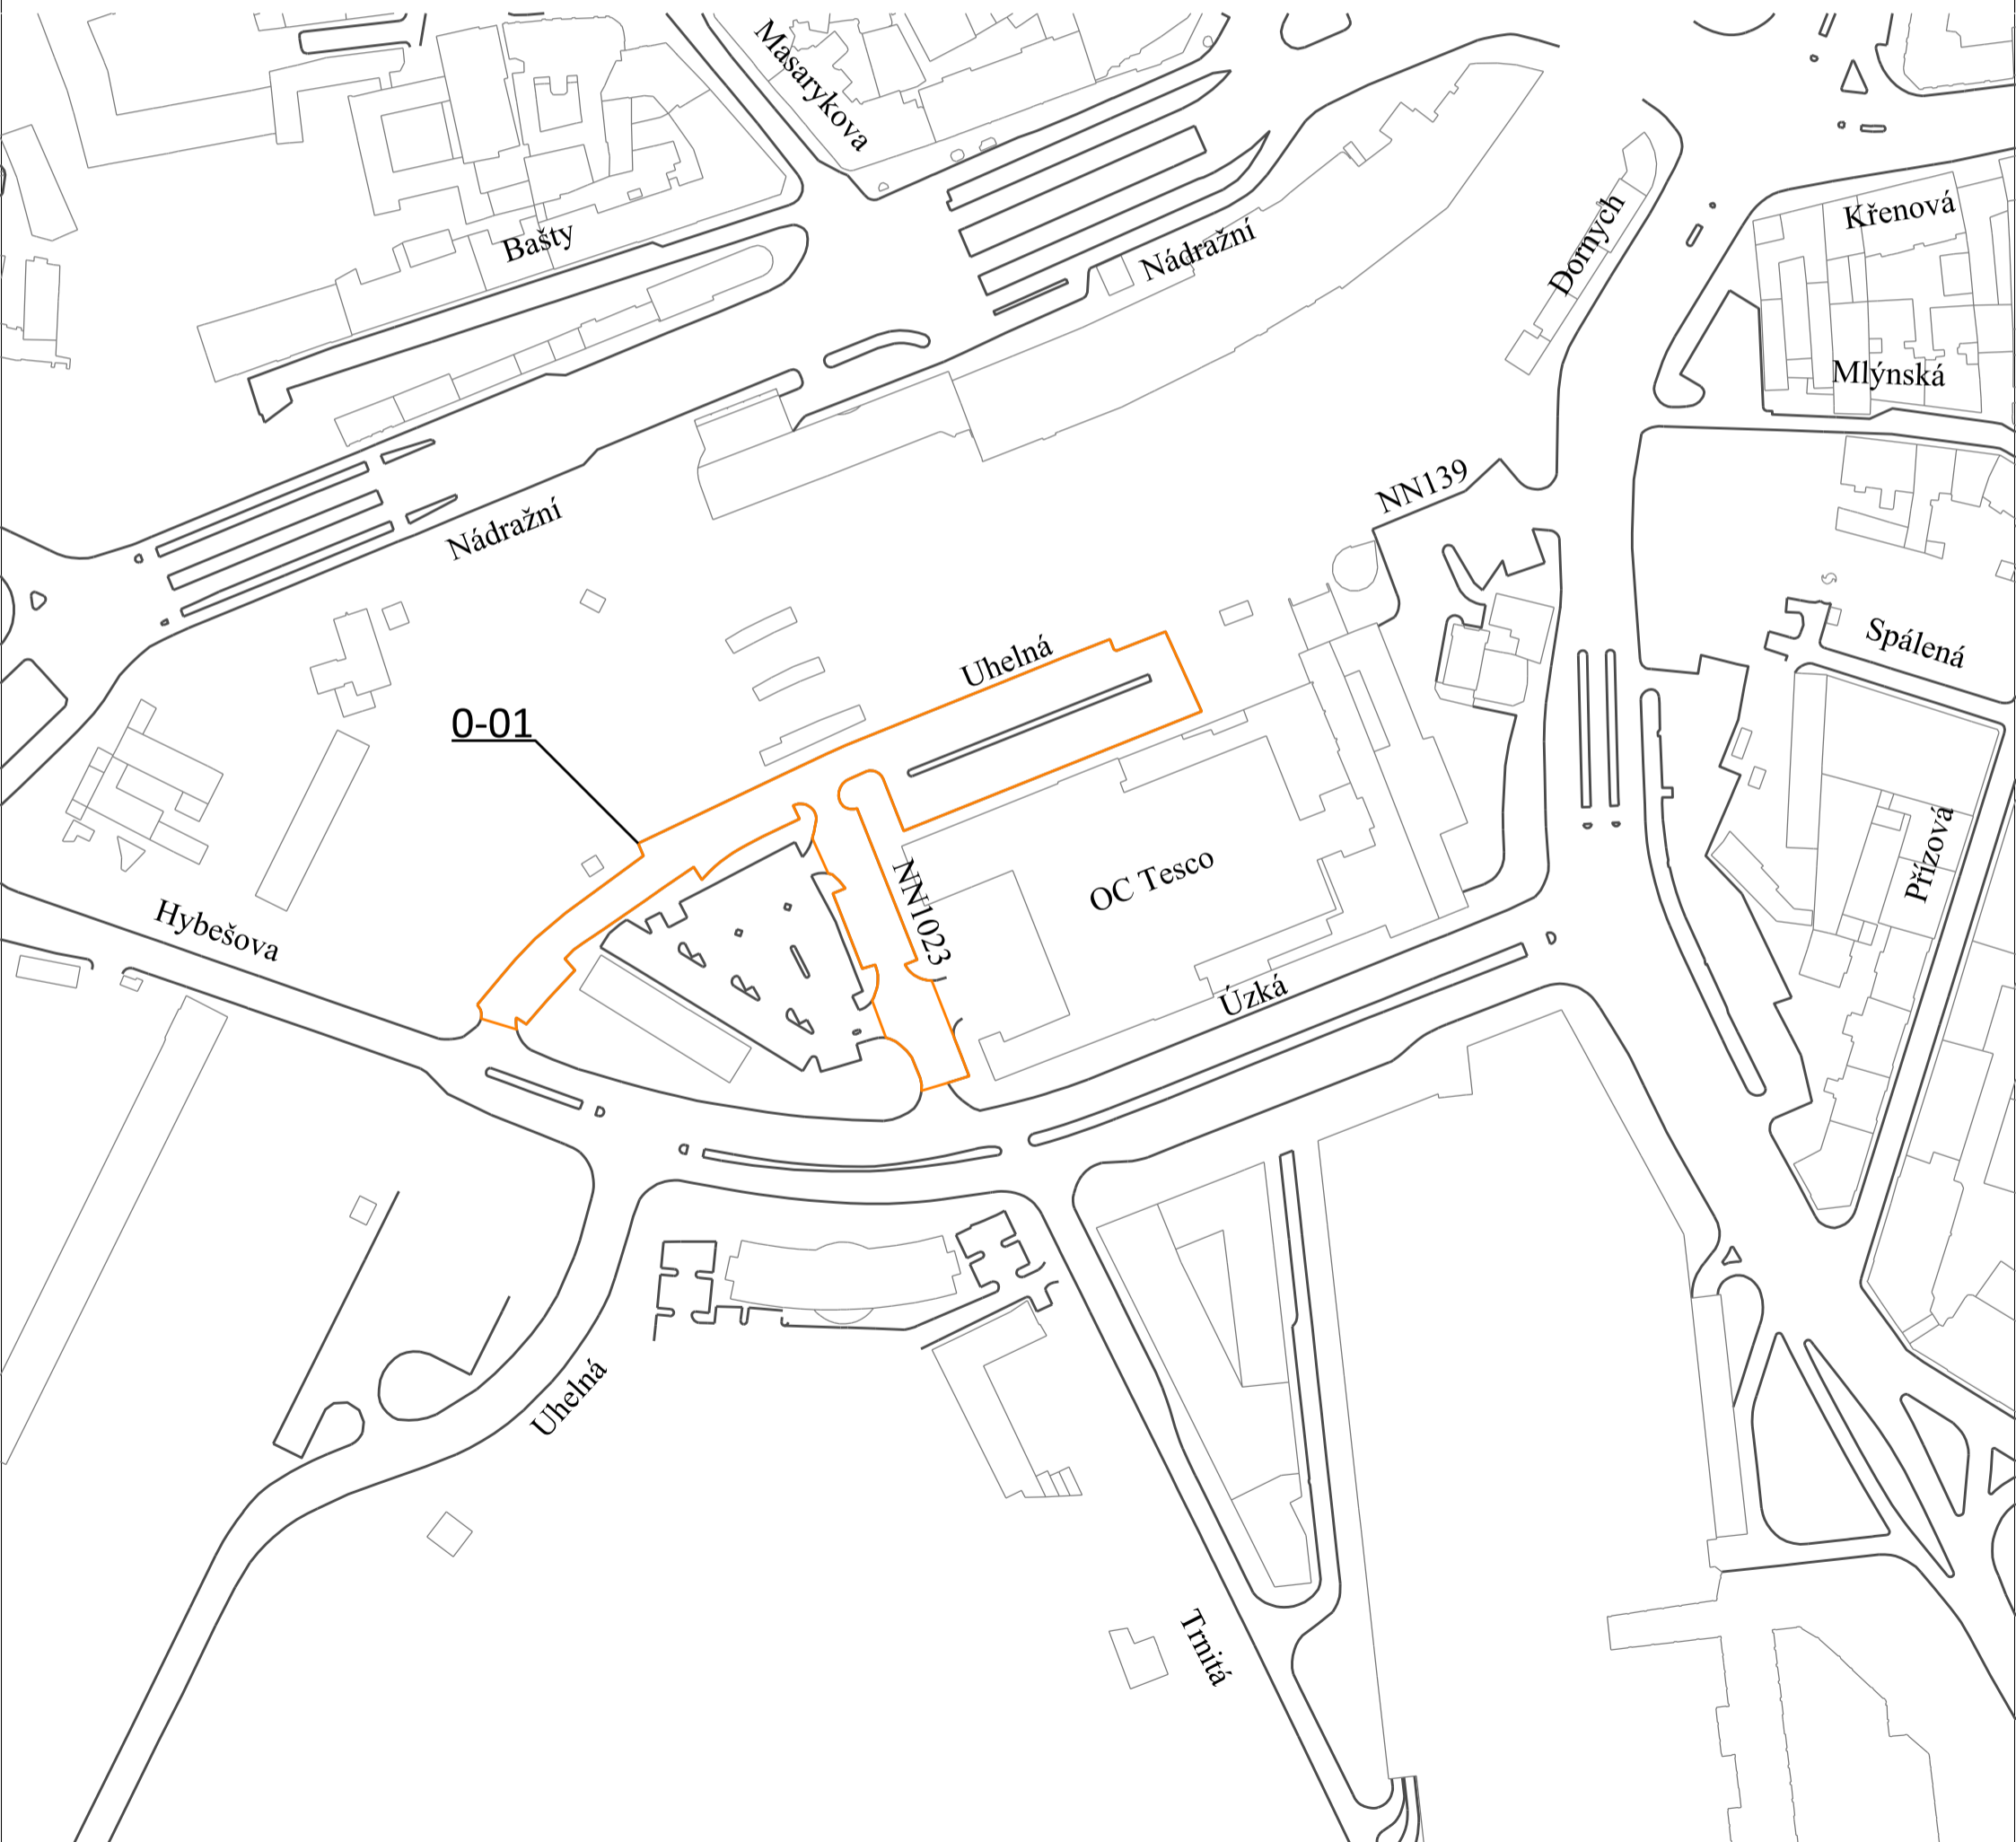 Masarykova
Bašty
Nádražní
Dornych
Křenová
Mlýnská
NN139
Nádražní
Spálená
Uhelná
0-01
OC Tesco
NN1023
Přízová
Hybešova
Úzká
Uhelná
Trnitá